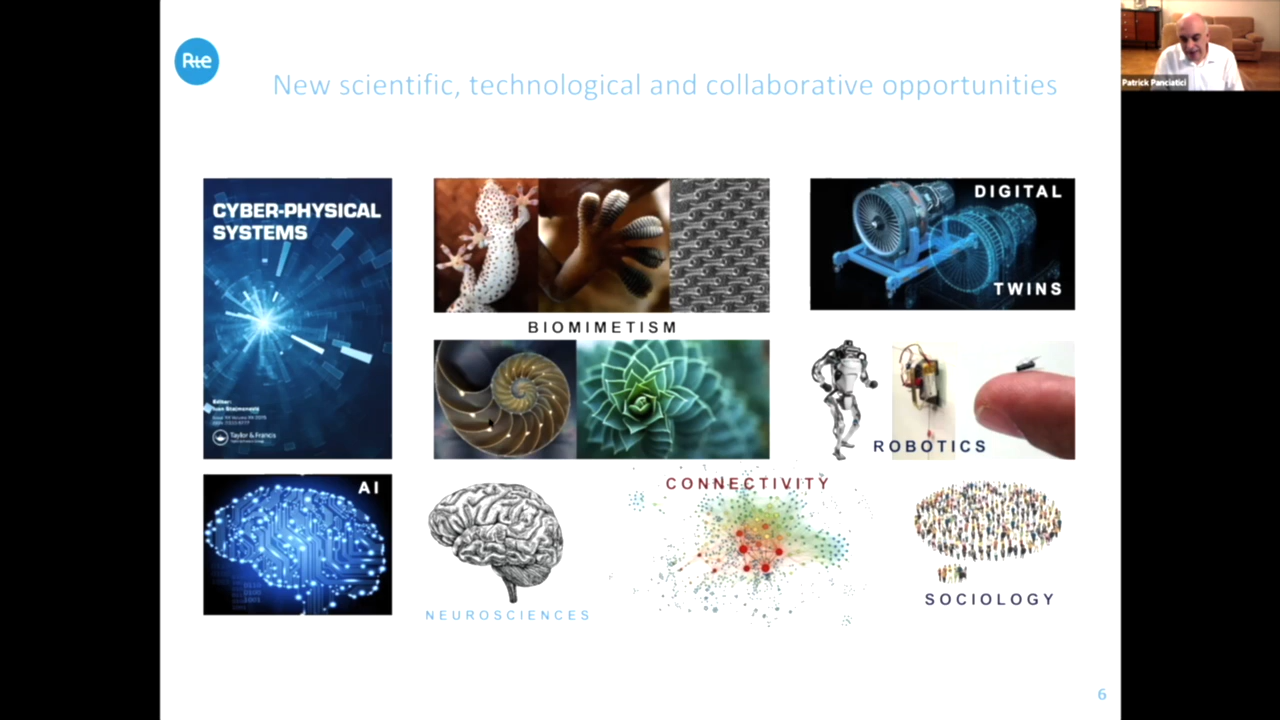 Rte
New scientific, technological and collaborative opportunities
Patrick Panciatici
CYBER-PHYSICAL
SYSTEMS
Editor:
Taylor & Francis
BIOMIMETISM
DIGITAL
TWINS
ROBOTICS
AI
NEUROSCIENCES
CONNECTIVITY
SOCIOLOGY
6